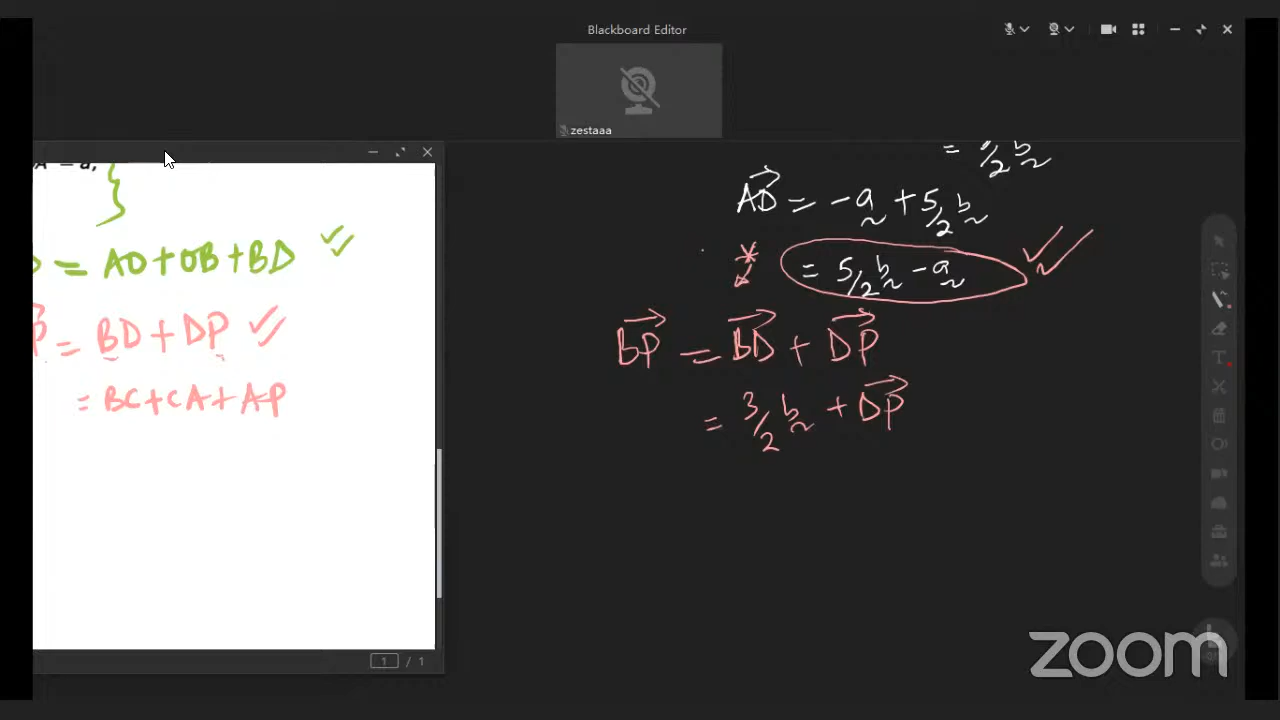 Blackboard Editor
zestaaa
= a,
= AO+OB+BD
= BD + DP
= BC+CA+AP
1 / 1
= 5/2 b
AD = -a + 5/2 b
= 5/2 b - a
BP = BD + DP
= 3/2 b + DP
zoom